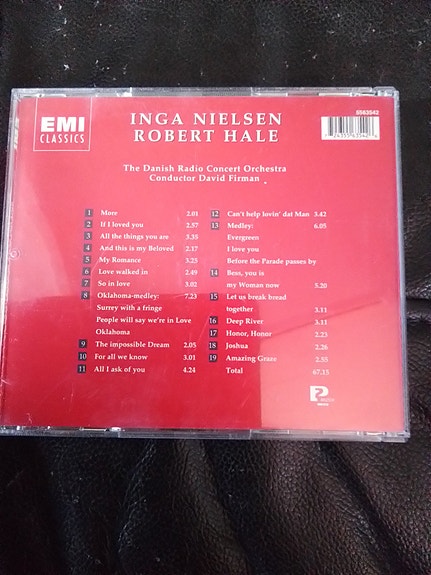 EMI
CLASSICS
INGA NIELSEN
ROBERT HALE
5563542
The Danish Radio Concert Orchestra
Conductor David Firman
1 More 2.01
2 If I loved you 2.57
3 All the things you are 3.35
4 And this is my Beloved 2.17
5 My Romance 3.25
6 Love walked in 2.49
7 So in love 3.02
8 Oklahoma-medley: 7.23
Surrey with a fringe
People will say we're in Love
Oklahoma
9 The impossible Dream 2.05
10 For all we know 3.01
11 All I ask of you 4.24
12 Can't help lovin' dat Man 3.42
13 Medley: 6.05
Evergreen
I love you
Before the Parade passes by
14 Bess, you is
my Woman now 5.20
15 Let us break bread
together 3.11
16 Deep River 3.11
17 Honor, Honor 2.23
18 Joshua 2.26
19 Amazing Grace 2.55
Total 67.15